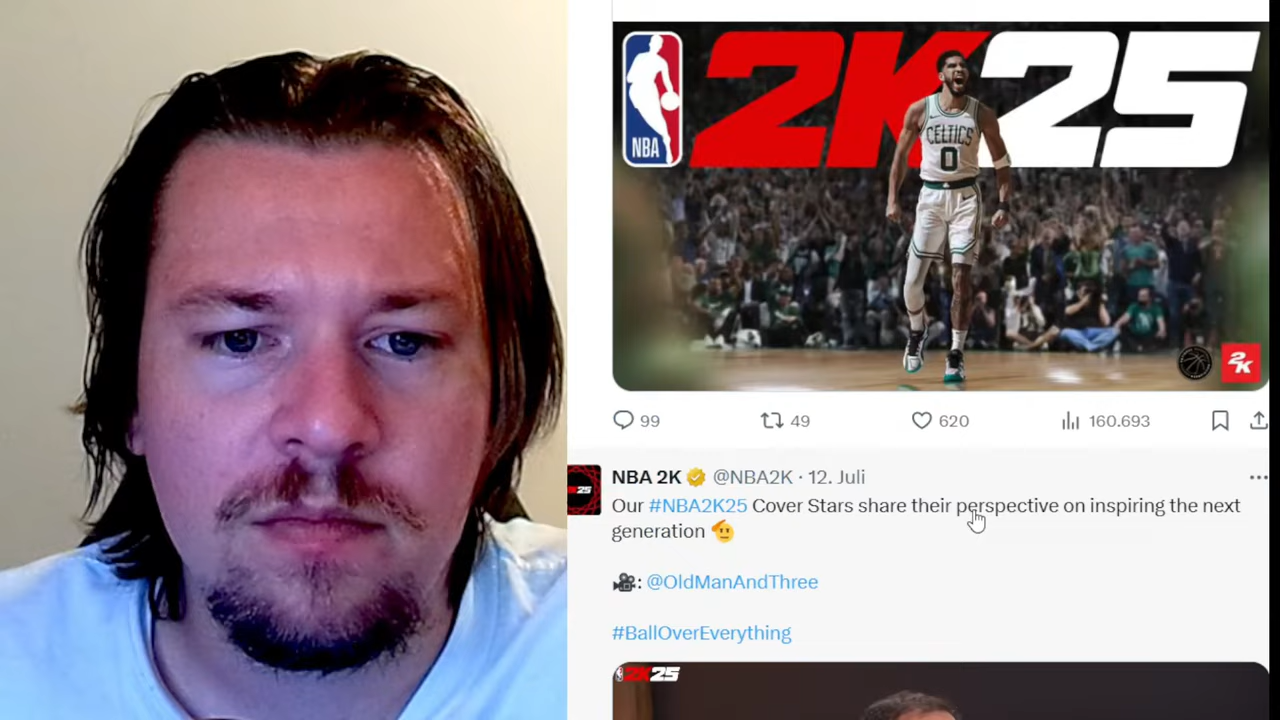 NBA
2K25
CELTICS
0
2K
99 49 620 160.693
NBA 2K @NBA2K · 12. Juli
2K25
Our #NBA2K25 Cover Stars share their perspective on inspiring the next
generation
: @OldManAndThree
#BallOverEverything
2K25